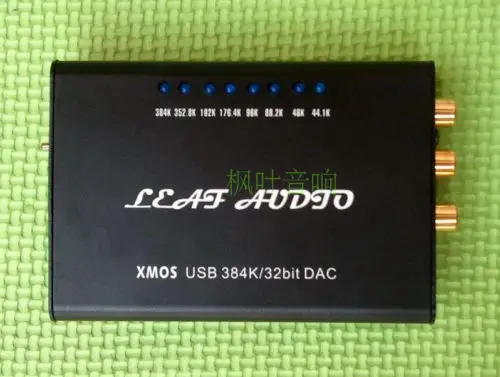 384K 352.8K 192K 176.4K 96K 88.2K 48K 44.1K
枫叶音响
LEAF AUDIO
XMOS USB 384K/32bit DAC